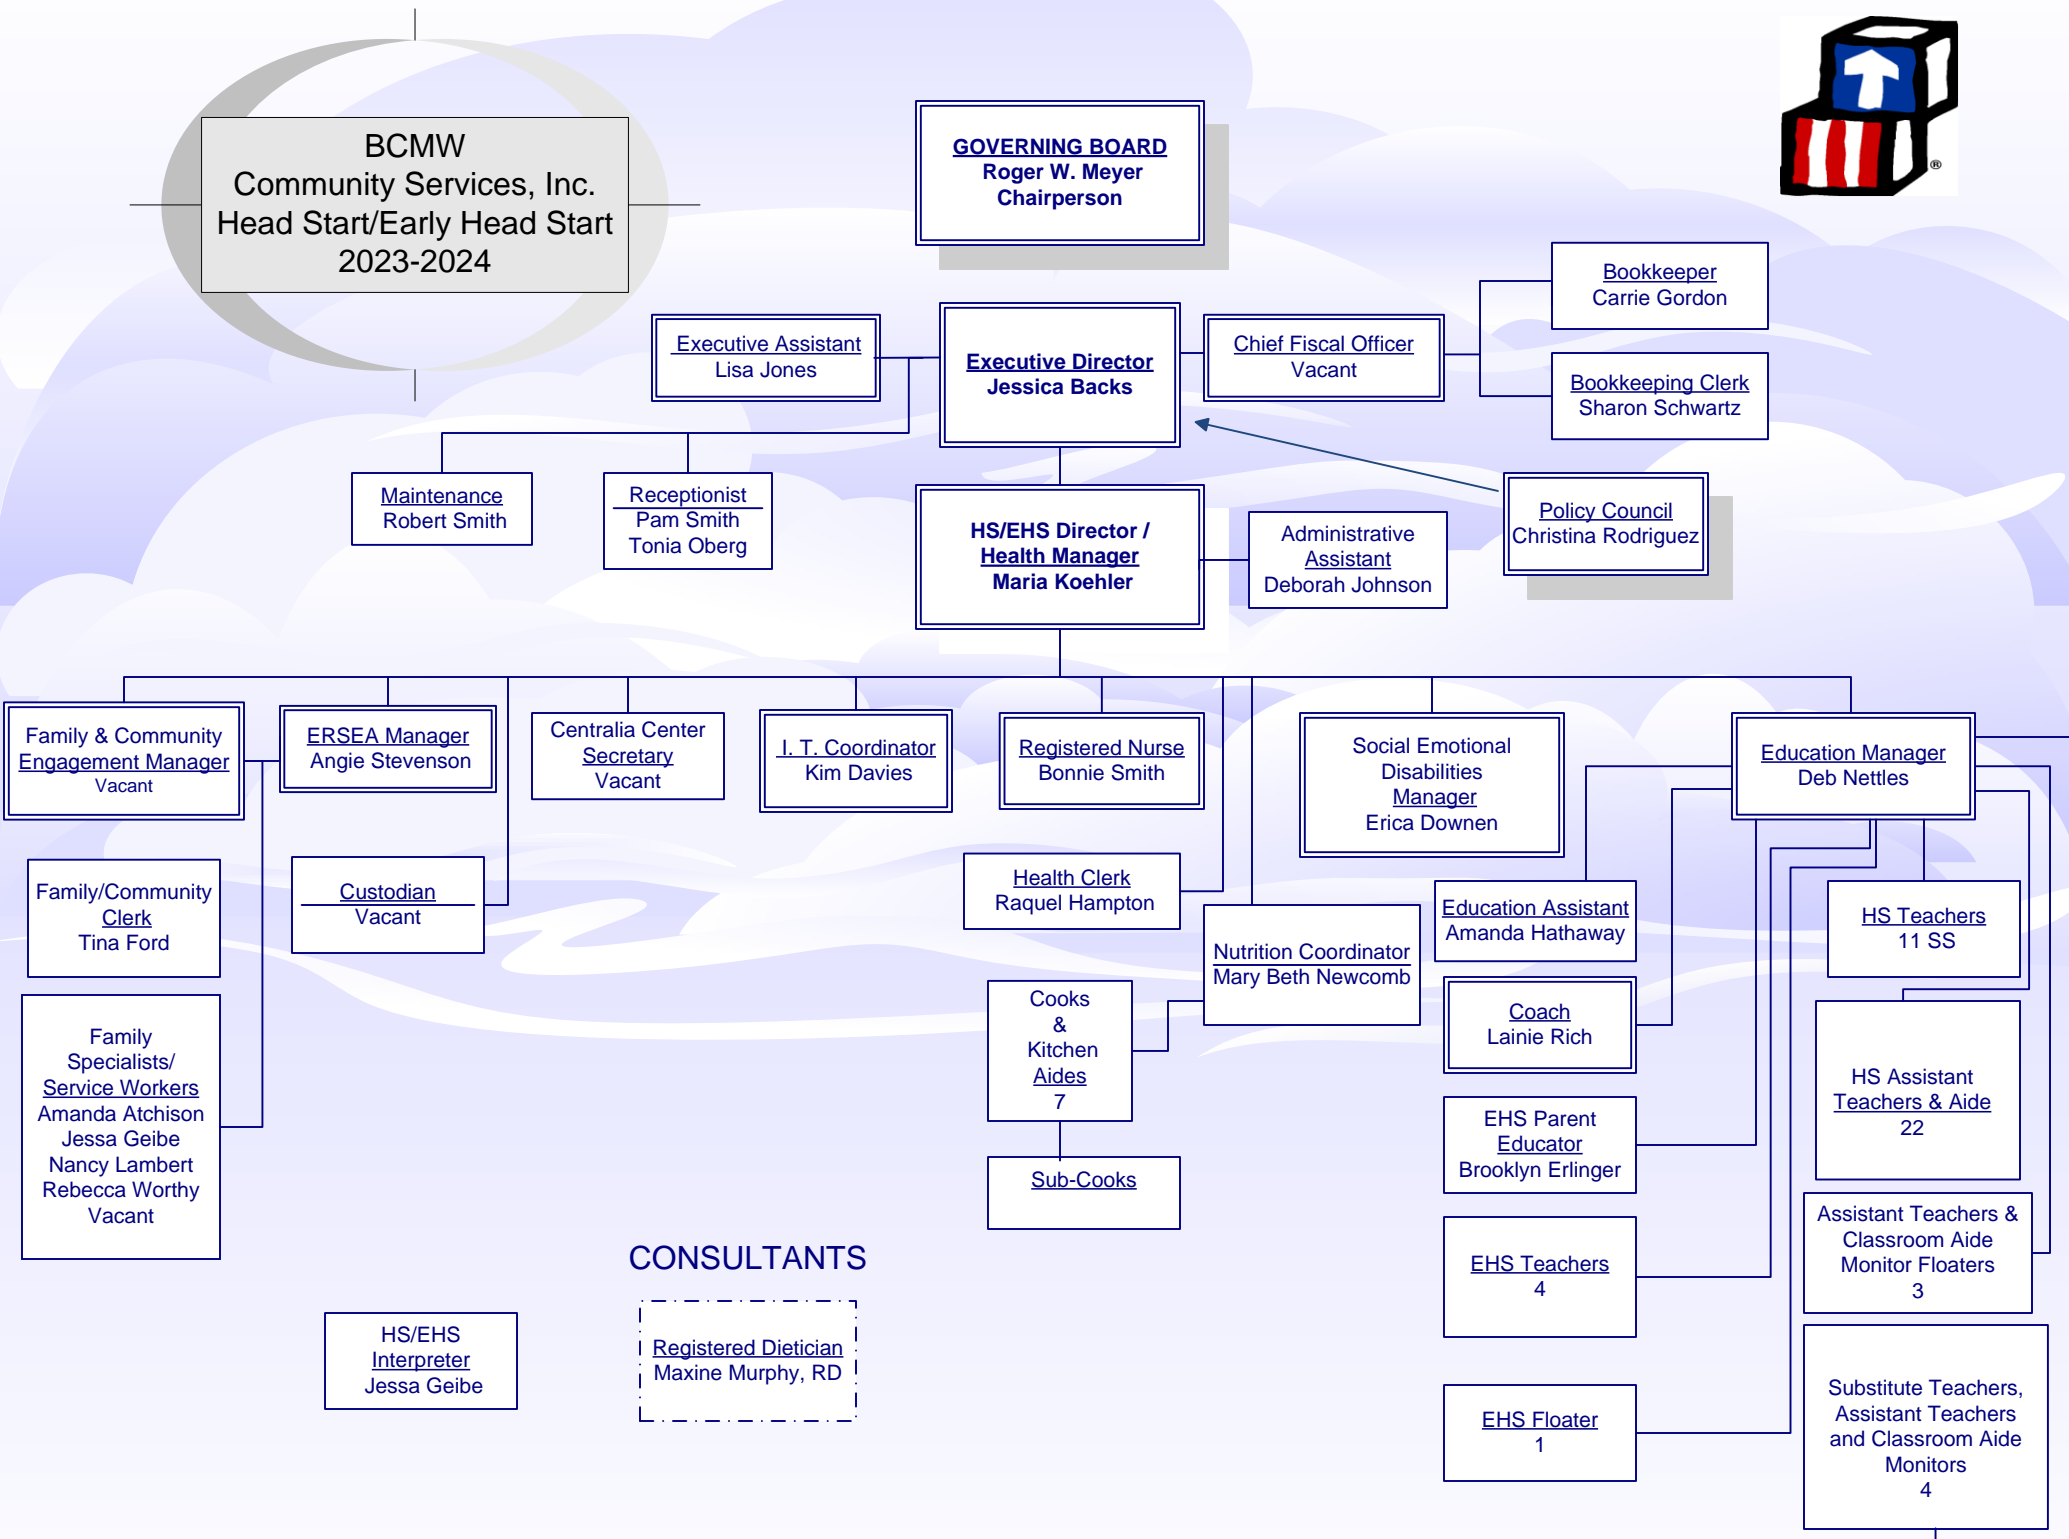 BCMW
Community Services, Inc.
Head Start/Early Head Start
2023-2024
GOVERNING BOARD
Roger W. Meyer
Chairperson
®
Executive Assistant
Lisa Jones
Executive Director
Jessica Backs
Chief Fiscal Officer
Vacant
Bookkeeper
Carrie Gordon
Bookkeeping Clerk
Sharon Schwartz
Maintenance
Robert Smith
Receptionist
Pam Smith
Tonia Oberg
HS/EHS Director /
Health Manager
Maria Koehler
Administrative
Assistant
Deborah Johnson
Policy Council
Christina Rodriguez
Family & Community
Engagement Manager
Vacant
ERSEA Manager
Angie Stevenson
Centralia Center
Secretary
Vacant
I. T. Coordinator
Kim Davies
Registered Nurse
Bonnie Smith
Social Emotional
Disabilities
Manager
Erica Downen
Education Manager
Deb Nettles
Family/Community
Clerk
Tina Ford
Custodian
Vacant
Health Clerk
Raquel Hampton
Nutrition Coordinator
Mary Beth Newcomb
Education Assistant
Amanda Hathaway
HS Teachers
11 SS
Family
Specialists/
Service Workers
Amanda Atchison
Jessa Geibe
Nancy Lambert
Rebecca Worthy
Vacant
Cooks
&
Kitchen
Aides
7
Coach
Lainie Rich
HS Assistant
Teachers & Aide
22
Sub-Cooks
EHS Parent
Educator
Brooklyn Erlinger
Assistant Teachers &
Classroom Aide
Monitor Floaters
3
EHS Teachers
4
CONSULTANTS
HS/EHS
Interpreter
Jessa Geibe
Registered Dietician
Maxine Murphy, RD
EHS Floater
1
Substitute Teachers,
Assistant Teachers
and Classroom Aide
Monitors
4